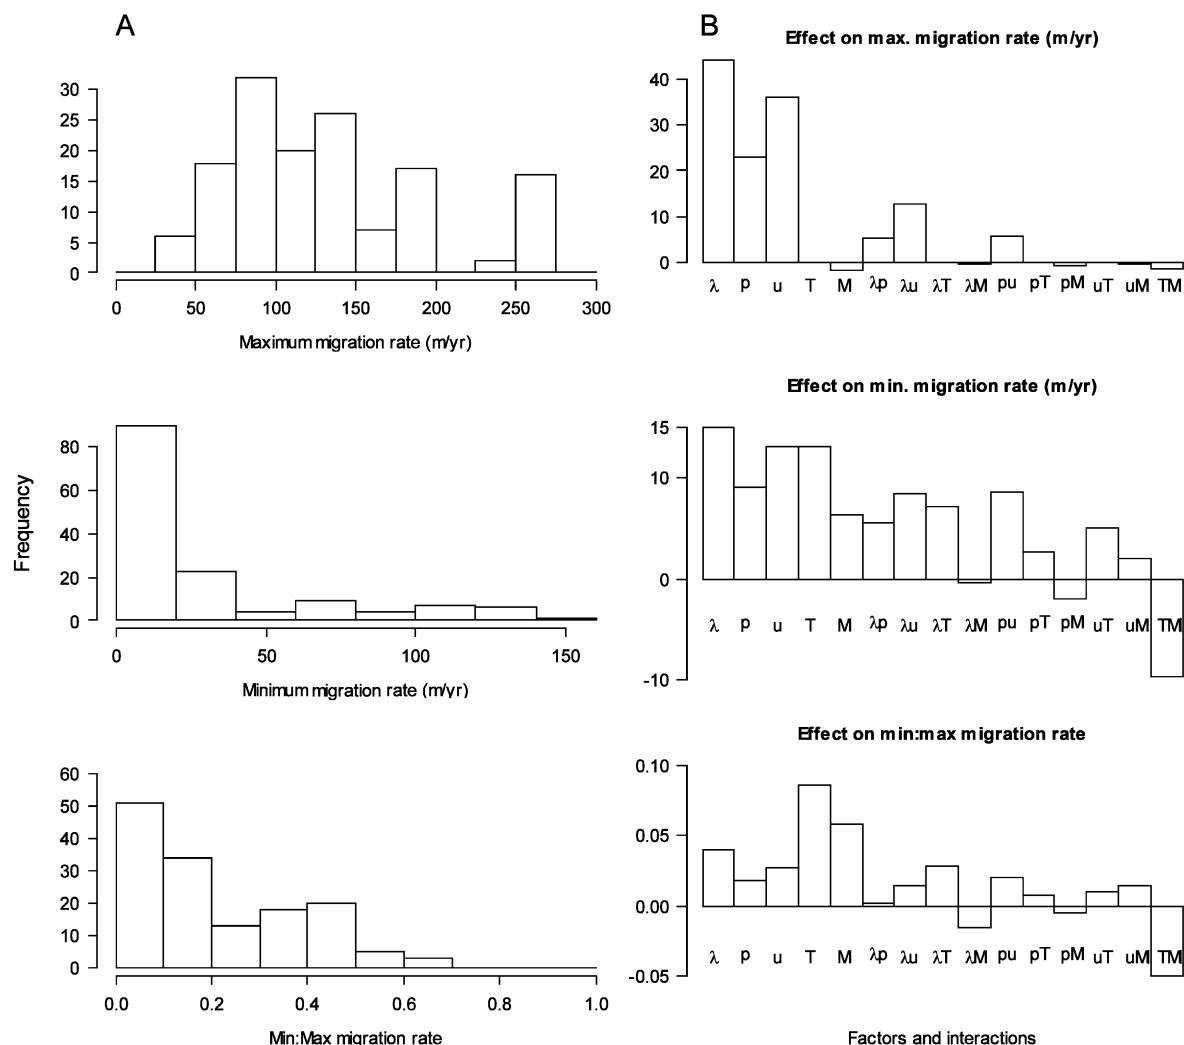 A
30
25
20
15
10
5
0
0 50 100 150 200 250 300
Maximum migration rate (m/yr)
Frequency
80
60
40
20
0
0 50 100 150
Minimum migration rate (m/yr)
60
50
40
30
20
10
0
0.0 0.2 0.4 0.6 0.8 1.0
Min:Max migration rate
B
Effect on max. migration rate (m/yr)
40
30
20
10
0
λ p u T M λp λu λT λM pu pT pM uT uM TM
Effect on min. migration rate (m/yr)
15
10
0
-10
λ p u T M λp λu λT λM pu pT pM uT uM TM
Effect on min:max migration rate
0.10
0.05
0.00
-0.05
λ p u T M λp λu λT λM pu pT pM uT uM TM
Factors and interactions